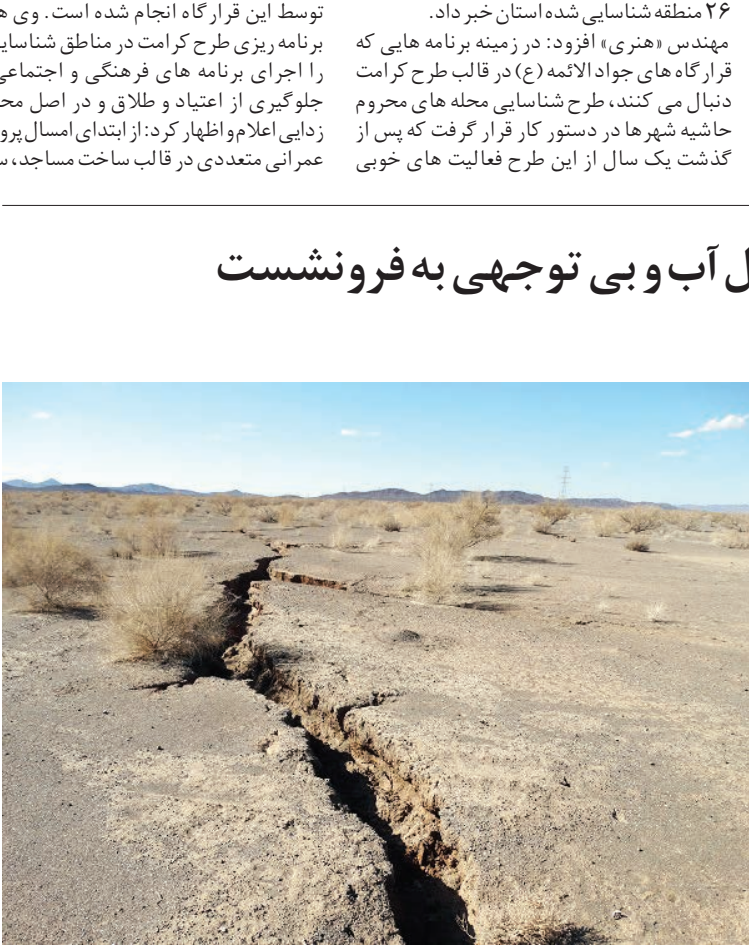 ۲۶ منطقه شناسایی شده استان خبر داد.
مهندس «هنری» افزود: در زمینه برنامه هایی که
قرارگاه های جواد الائمه (ع) در قالب طرح کرامت
دنبال می کنند، طرح شناسایی محله های محروم
حاشیه شهرها در دستور کار قرار گرفت که پس از
گذشت یک سال از این طرح فعالیت های خوبی
توسط این قرارگاه انجام شده است. وی
برنامه ریزی طرح کرامت در مناطق
را اجرای برنامه های فرهنگی و
جلوگیری از اعتیاد و طلاق و در اصل
زدایی اعلام و اظهار کرد: از ابتدای امسال
عمرانی متعددی در قالب ساخت مساجد،
آب و بی توجهی به فرونشست